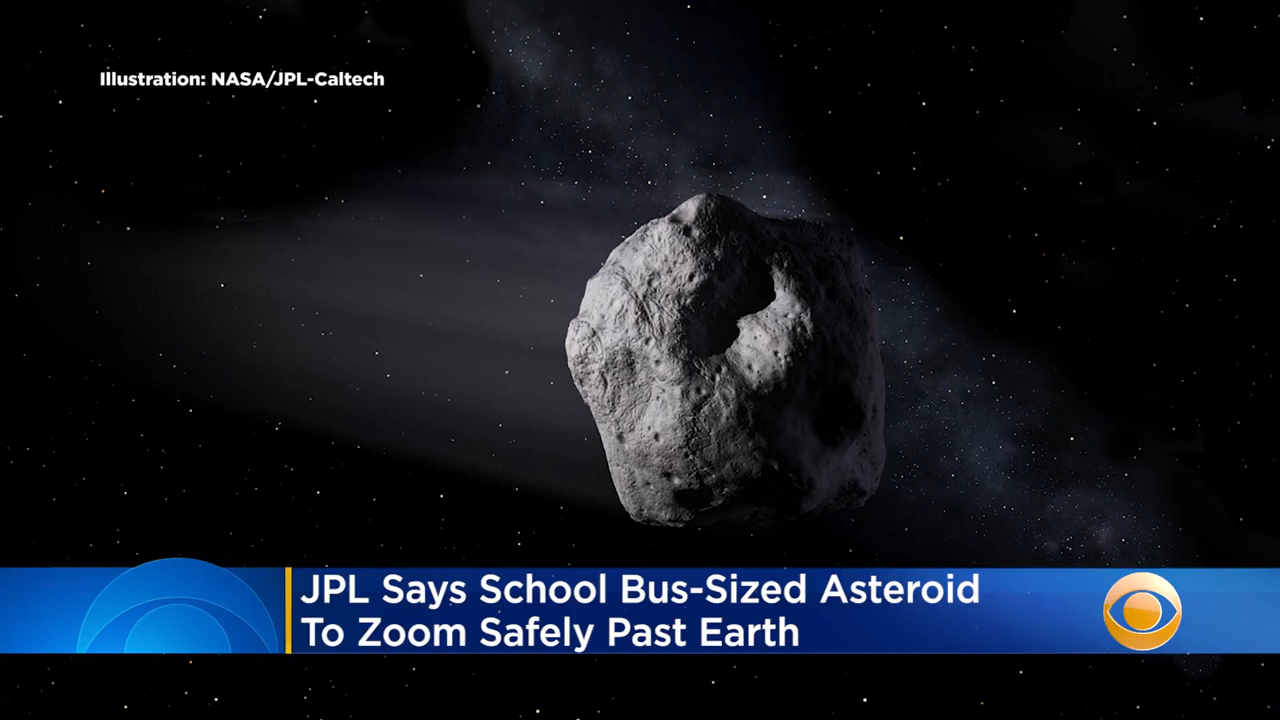 Illustration: NASA/JPL-Caltech
JPL Says School Bus-Sized Asteroid
To Zoom Safely Past Earth